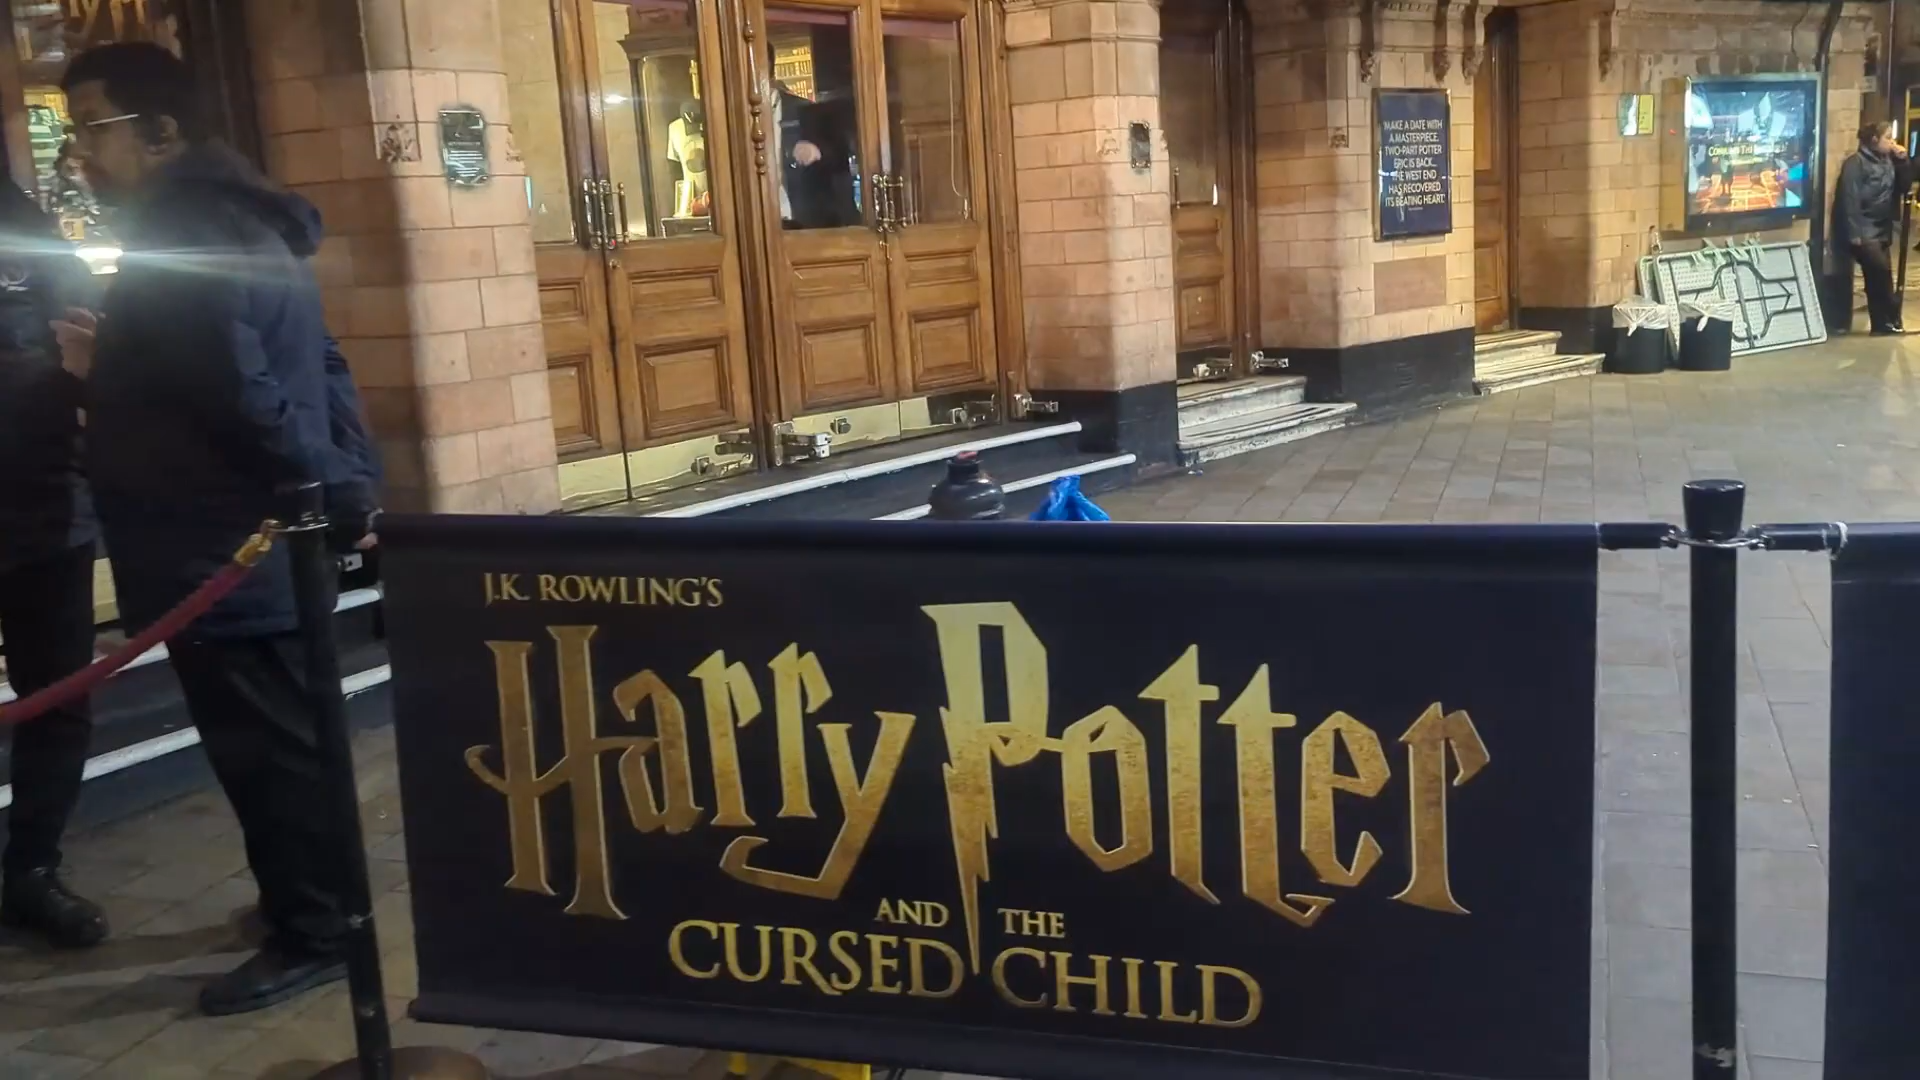 MAKE A DATE WITH
A MASTERPIECE.
TWO-PART POTTER
EPIC IS BACK...
THE WEST END
HAS RECOVERED
ITS BEATING HEART.
J.K. ROWLING'S
Harry Potter
AND THE
CURSED CHILD